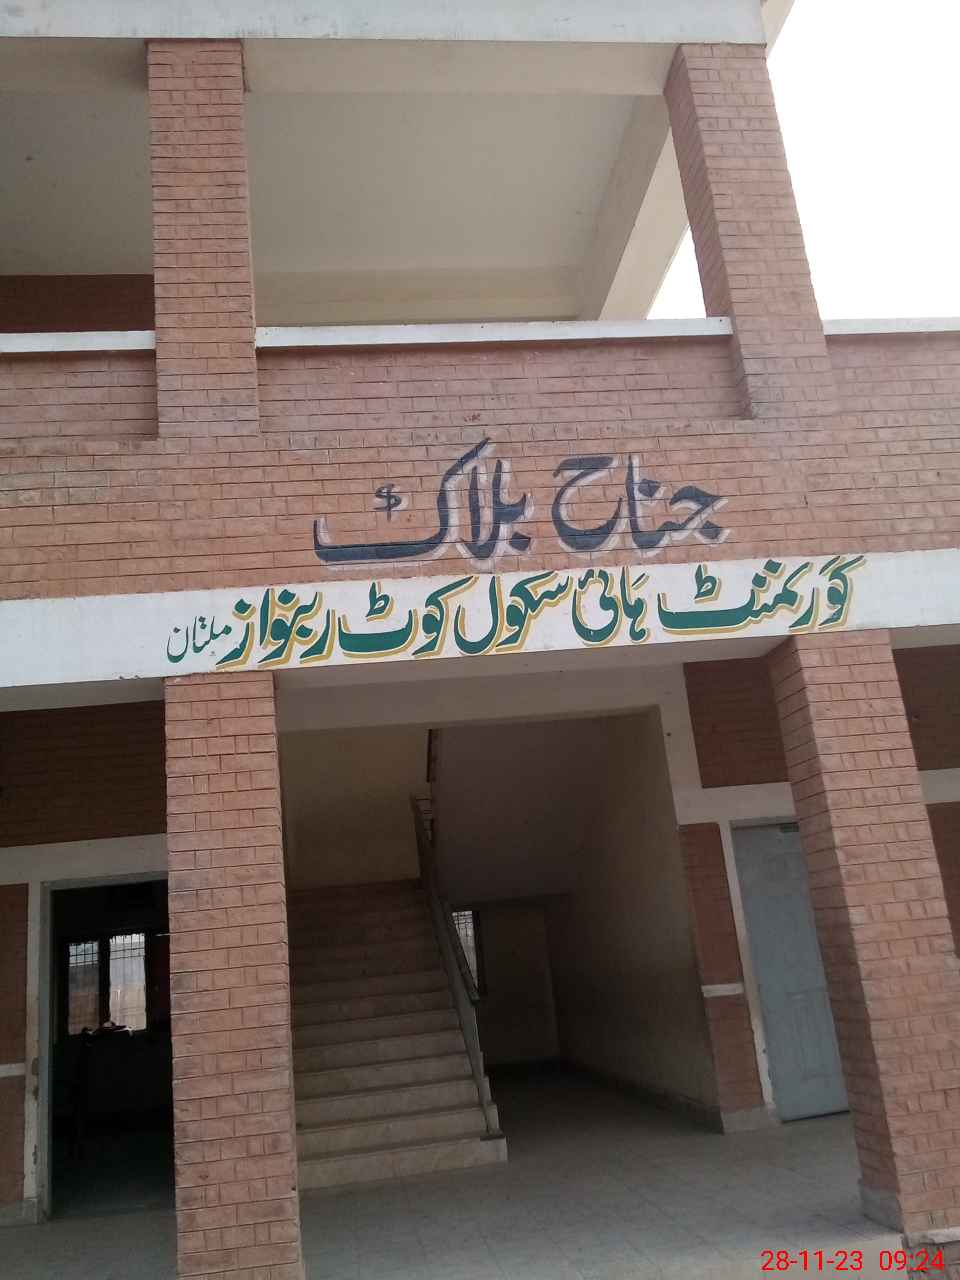 جناح بلاک
گورنمنٹ ہائی سکول کوٹ ربنواز ملتان
28-11-23 09:24